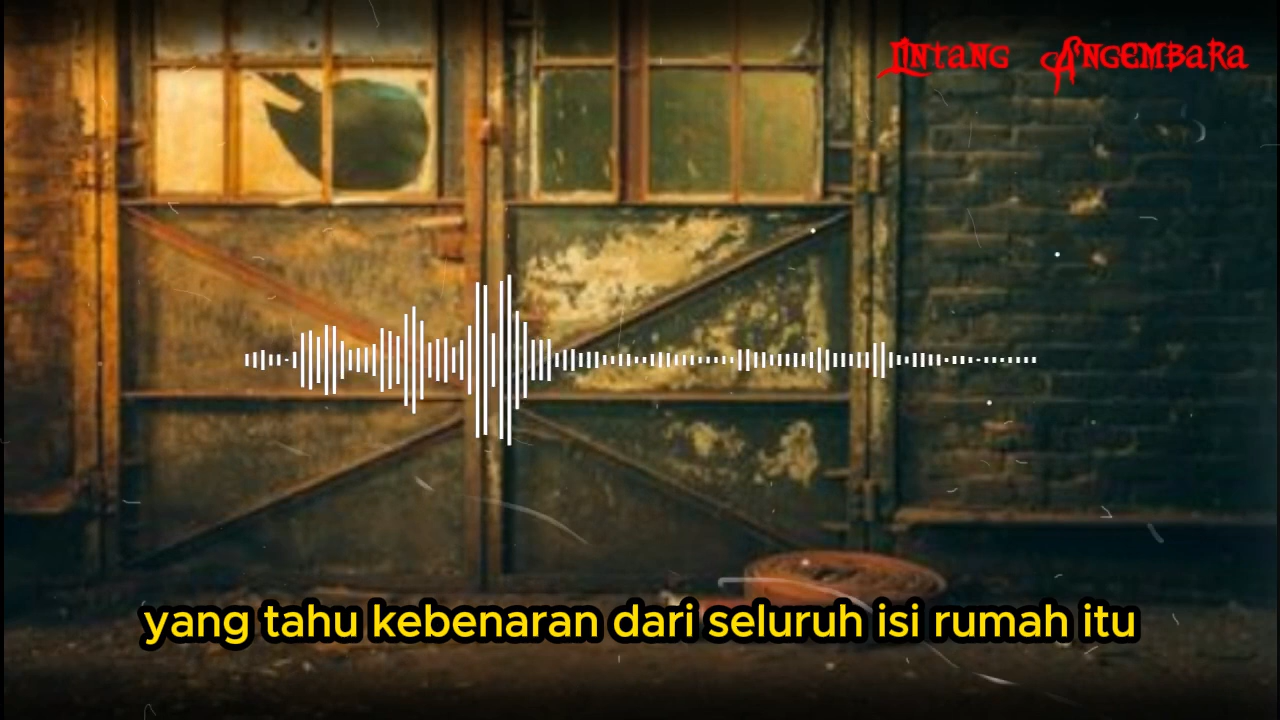 Lintang Angembara
yang tahu kebenaran dari seluruh isi rumah itu